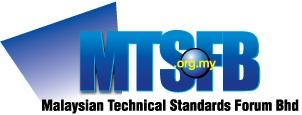 MTSFB
.org.my
Malaysian Technical Standards Forum Bhd